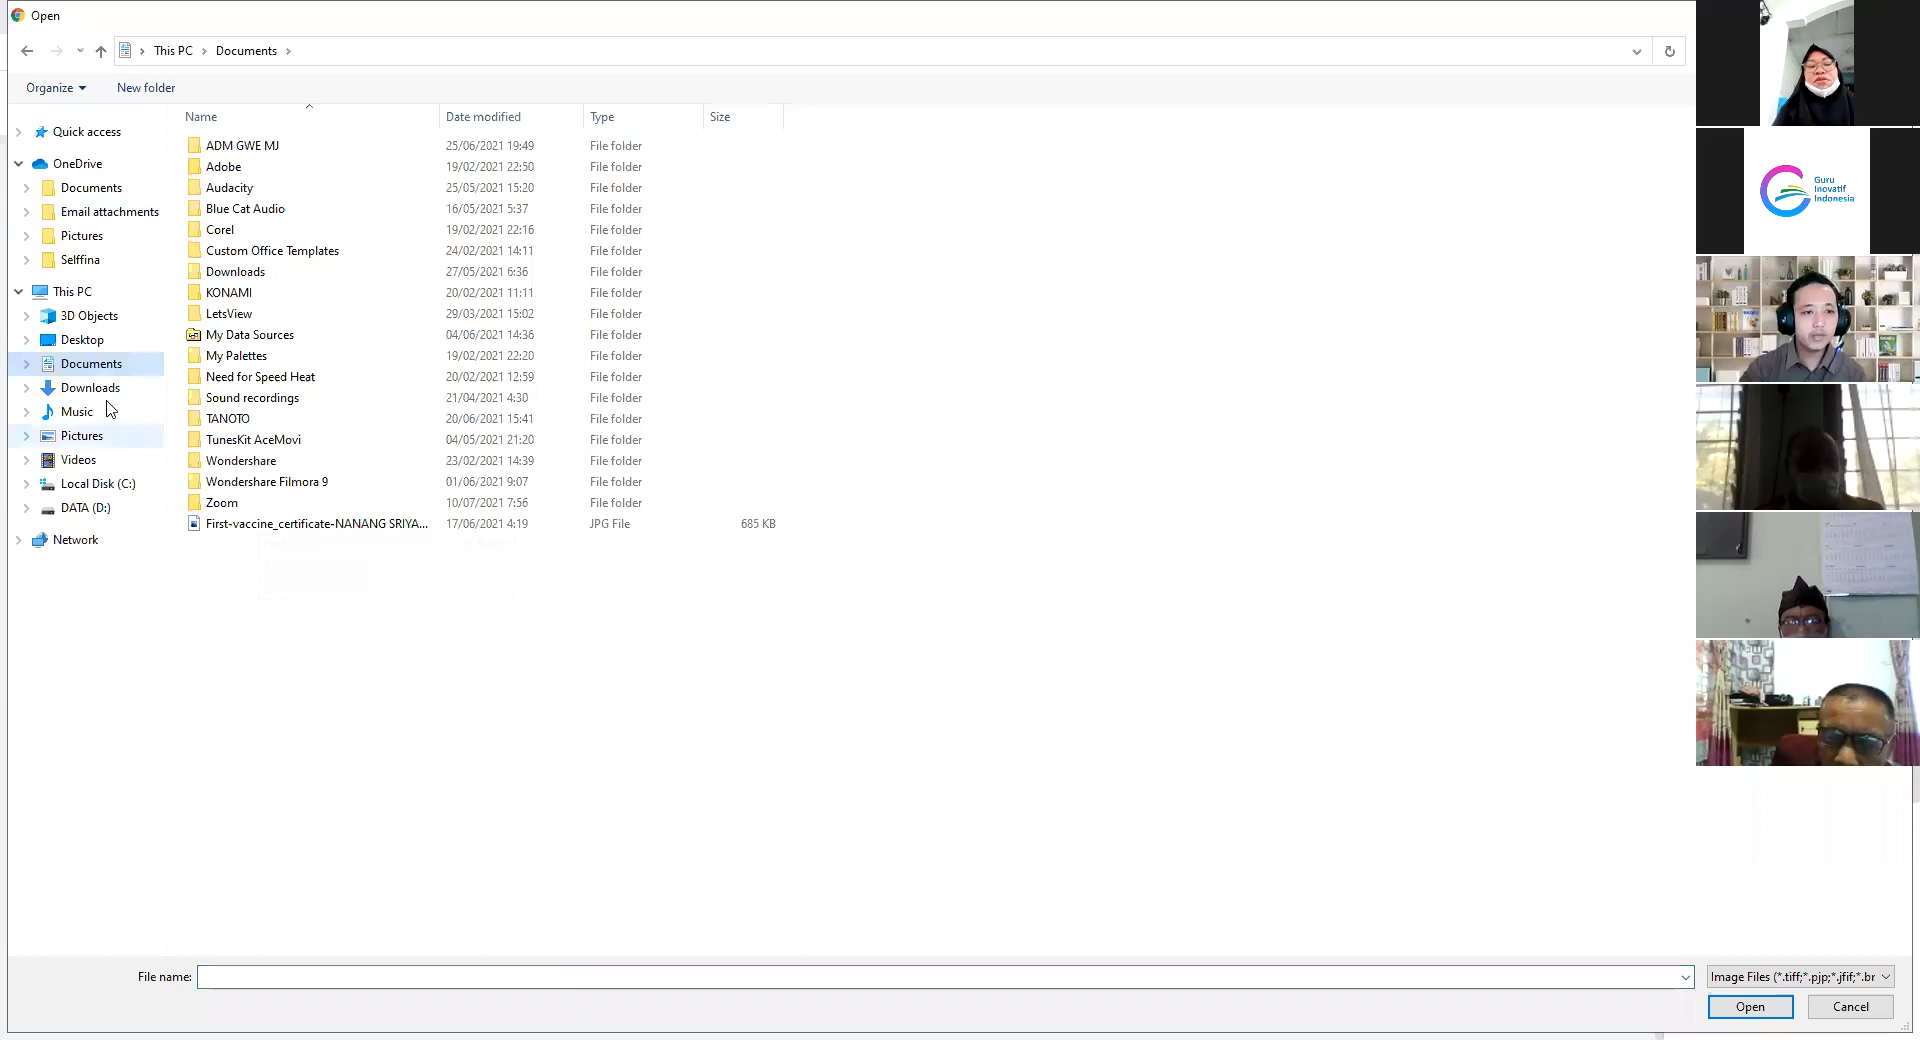 Open
This PC > Documents >
Organize
New folder
Name
Date modified
Type
Size
Quick access
OneDrive
Documents
Email attachments
Pictures
Selffina
This PC
3D Objects
Desktop
Documents
Downloads
Music
Pictures
Videos
Local Disk (C:)
DATA (D:)
Network
ADM GWE MJ 25/06/2021 19:49 File folder
Adobe 19/02/2021 22:50 File folder
Audacity 25/05/2021 15:20 File folder
Blue Cat Audio 16/05/2021 5:37 File folder
Corel 19/02/2021 22:16 File folder
Custom Office Templates 24/02/2021 14:11 File folder
Downloads 27/05/2021 6:36 File folder
KONAMI 20/02/2021 11:11 File folder
LetsView 29/03/2021 15:02 File folder
My Data Sources 04/06/2021 14:36 File folder
My Palettes 19/02/2021 22:20 File folder
Need for Speed Heat 20/02/2021 12:59 File folder
Sound recordings 21/04/2021 4:30 File folder
TANOTO 20/06/2021 15:41 File folder
TunesKit AceMovi 04/05/2021 21:20 File folder
Wondershare 23/02/2021 14:39 File folder
Wondershare Filmora 9 01/06/2021 9:07 File folder
Zoom 10/07/2021 7:56 File folder
First-vaccine_certificate-NANANG SRIYA... 17/06/2021 4:19 JPG File 685 KB
Guru
Inovatif
Indonesia
File name:
Image Files (*.tiff;*.pjp;*.jfif;*.br
Open
Cancel